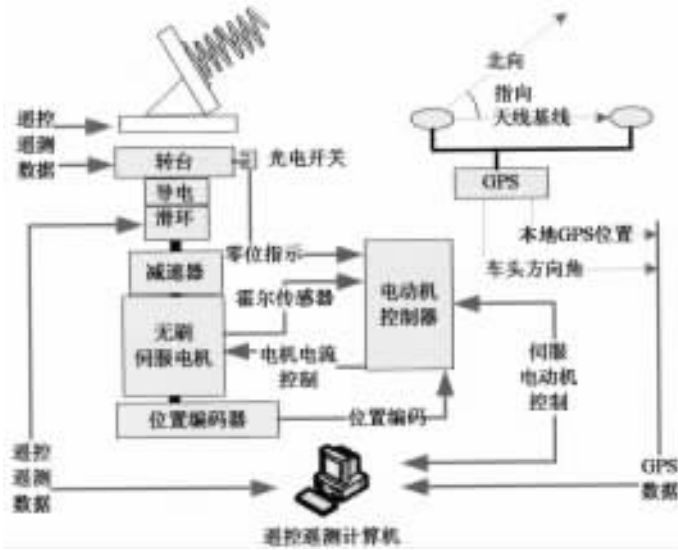 北向
指向
天线基线
遥控
遥测
数据
转台
光电开关
导电
滑环
GPS
本地GPS位置
零位指示
车头方向角
减速器
霍尔传感器
电动机
控制器
无刷
伺服电机
电机电流
控制
伺服
电动机
控制
位置编码器
位置编码
遥控
遥测
数据
GPS
数据
遥控遥测计算机